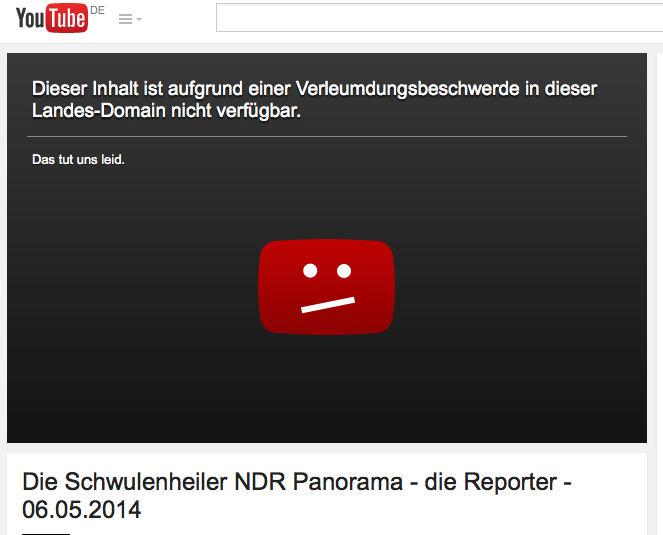 YouTube DE
Dieser Inhalt ist aufgrund einer Verleumdungsbeschwerde in dieser
Landes-Domain nicht verfügbar.
Das tut uns leid.
Die Schwulenheiler NDR Panorama - die Reporter -
06.05.2014